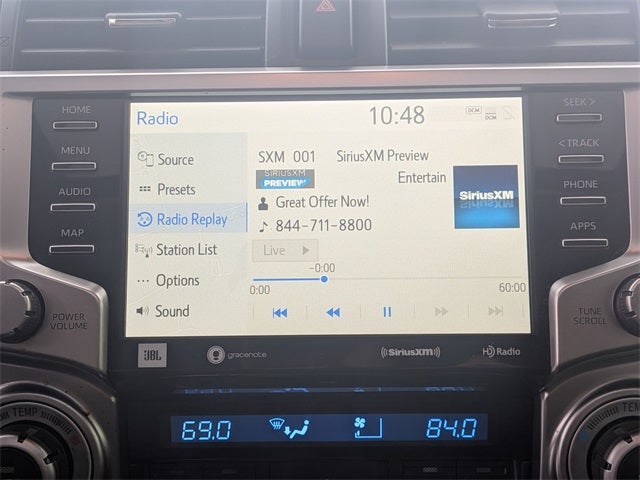 Radio 10:48 DCM DCM
HOME
MENU
AUDIO
MAP
POWER
VOLUME
Source
Presets
Radio Replay
Station List
Options
Sound
SXM 001 SiriusXM Preview
SIRIUSXM
PREVIEW
Entertain
SiriusXM
Great Offer Now!
844-711-8800
Live
-0:00
0:00 60:00
SEEK >
< TRACK
PHONE
APPS
TUNE
SCROLL
JBL gracenote ((SiriusXM)) HD Radio
TEMP 69.0 84.0 TEMP